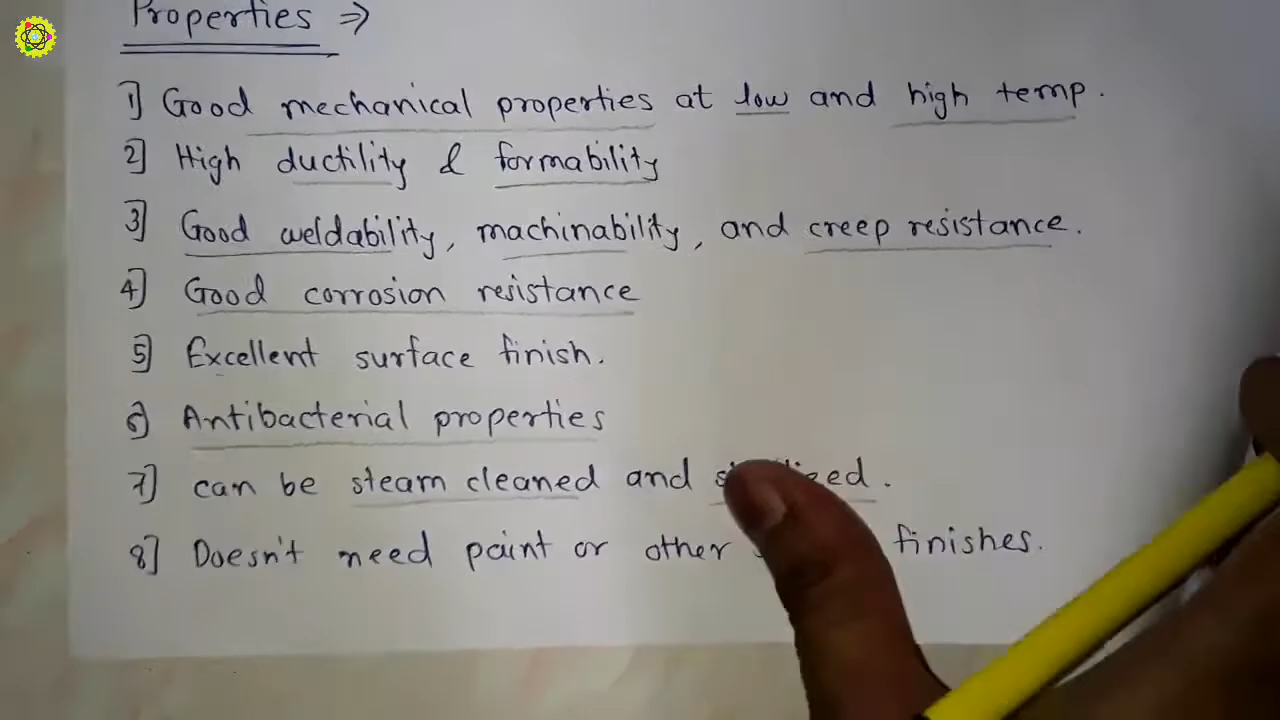 Properties ⇒
1] Good mechanical properties at low and high temp.
2] High ductility & formability
3] Good weldability, machinability, and creep resistance.
4] Good corrosion resistance
5] Excellent surface finish.
6] Antibacterial properties
7] can be steam cleaned and
8] Doesn't need paint or other finishes.